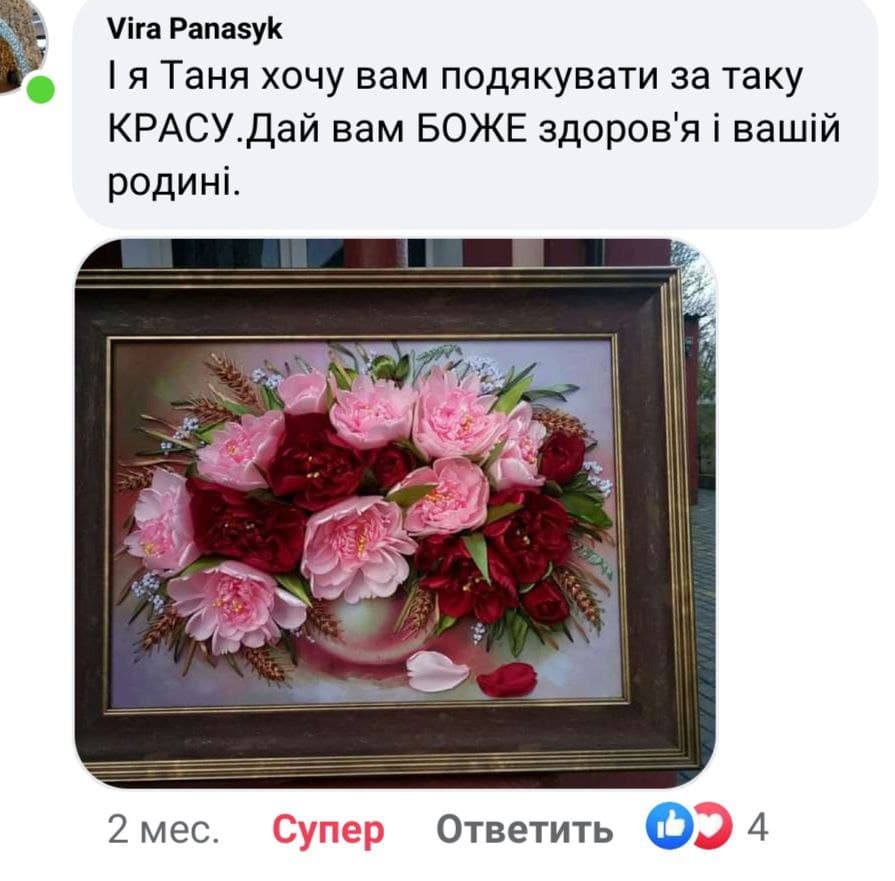 Vira Panasyk
І я Таня хочу вам подякувати за таку
КРАСУ.Дай вам БОЖЕ здоров'я і вашій
родині.
2 мес. Супер Ответить 4